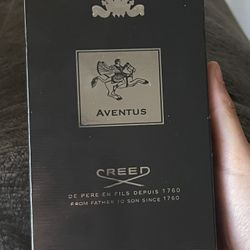 AVENTUS
CREED
DE PERE EN FILS DEPUIS 1760
FROM FATHER TO SON SINCE 1760